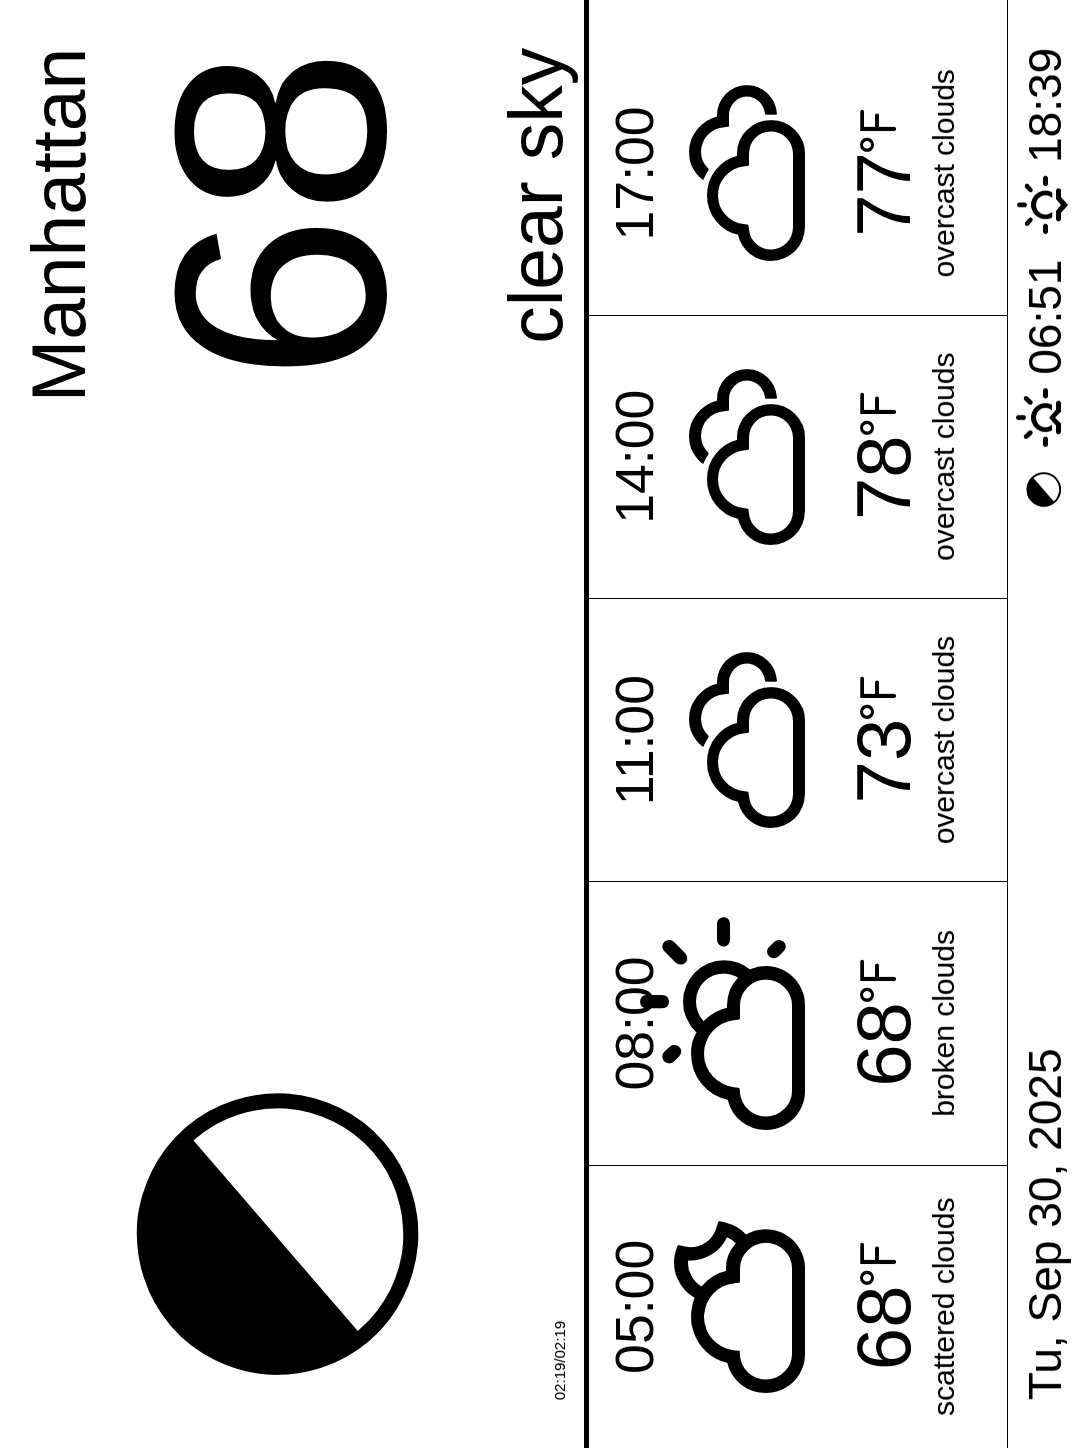 Manhattan
68
02:19/02:19
clear sky
05:00
68°F
scattered clouds
08:00
68°F
broken clouds
11:00
73°F
overcast clouds
14:00
78°F
overcast clouds
17:00
77°F
overcast clouds
Tu, Sep 30, 2025
06:51
18:39